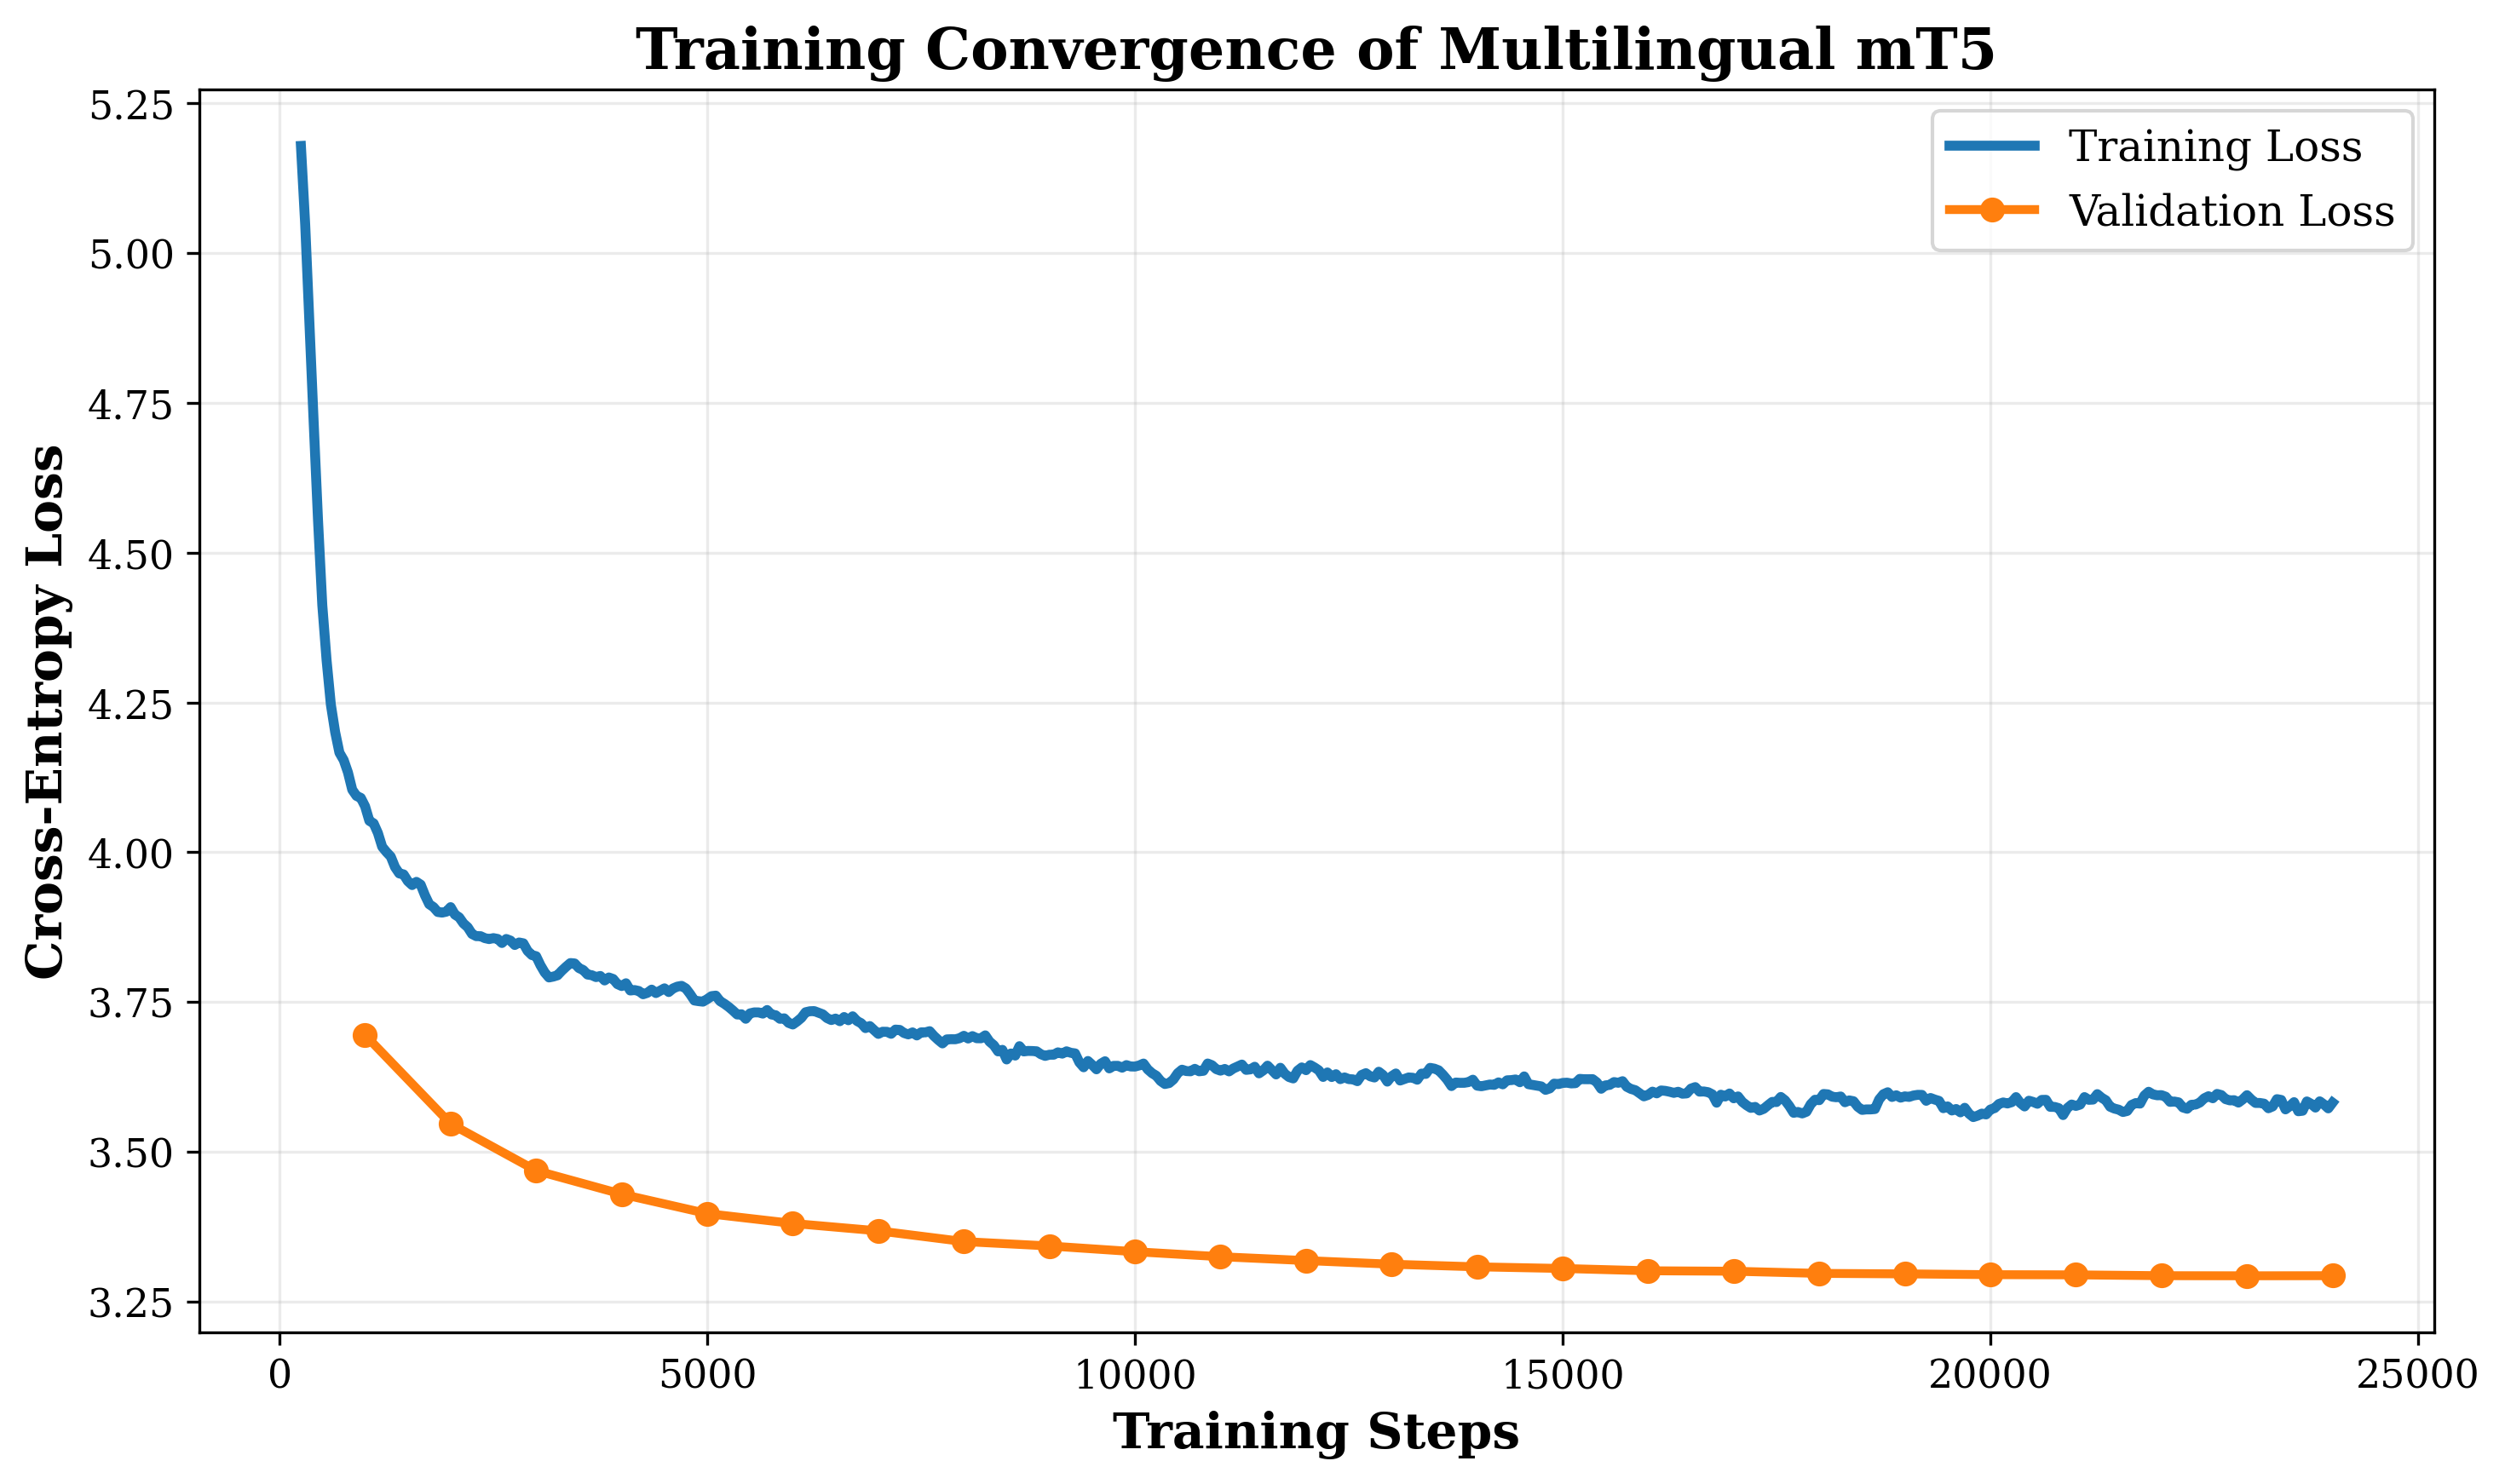 Training Convergence of Multilingual mT5
Training Loss
Validation Loss
Cross-Entropy Loss
5.25
5.00
4.75
4.50
4.25
4.00
3.75
3.50
3.25
0 5000 10000 15000 20000 25000
Training Steps